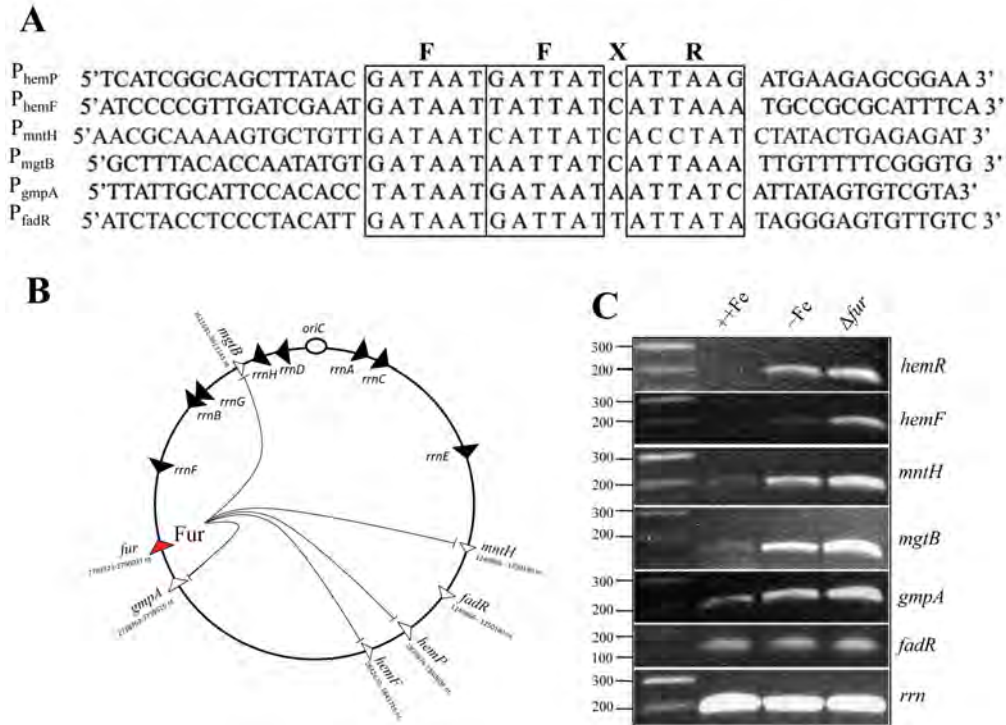 A
F F X R
PhemP 5'TCATCGGCAGCTTATAC GATAAT GATTAT C ATTAAG ATGAAGAGCGGAA 3'
PhemF 5'ATCCCCCGTTGATCGAAT GATAAT TATTAT C ATTAAA TGCCGCGCATTTCA 3'
PmntH 5'AACGCAAAAGTGCTGTT GATAAT CATTAT C ACCTAT CTATACTGAGAGAT 3'
PmgtB 5'GCTTTACACCAATATGT GATAAT AATTAT C ATTAAA TTGTTTTTCGGGTG 3'
PgmpA 5'TTATTGCATTCCACACC TATAAT GATAAT A ATTATC ATTATAGTGTCGTA3'
PfadR 5'ATCTACCTCCCTACATT GATAAT GATTAT T ATTATA TAGGGAGTGTTGTC 3'
B
oriC
mgtB
rrnH
rrnD
rrnA
rrnC
rrnG
rrnB
rrnE
rrnF
Fur
fur
mntH
gmpA
fadR
hemP
hemF
C
++Fe −Fe Δfur
300
200
hemR
300
200
hemF
300
200
mntH
300
200
mgtB
300
200
gmpA
200
100
fadR
300
200
rrn